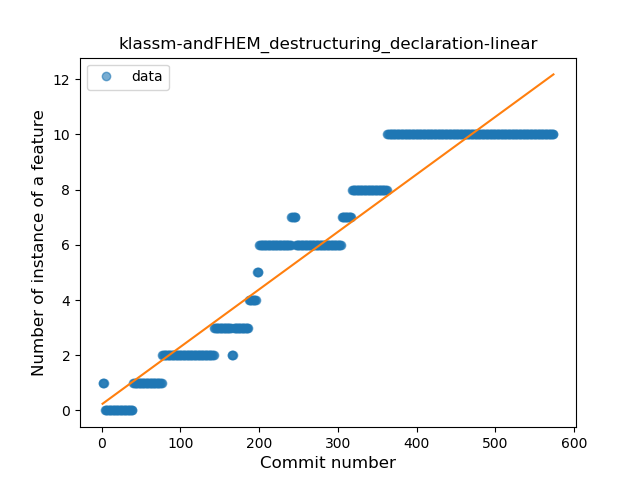 klassm-andFHEM_destructuring_declaration-linear
data
Number of instance of a feature
12
10
8
6
4
2
0
0 100 200 300 400 500 600
Commit number